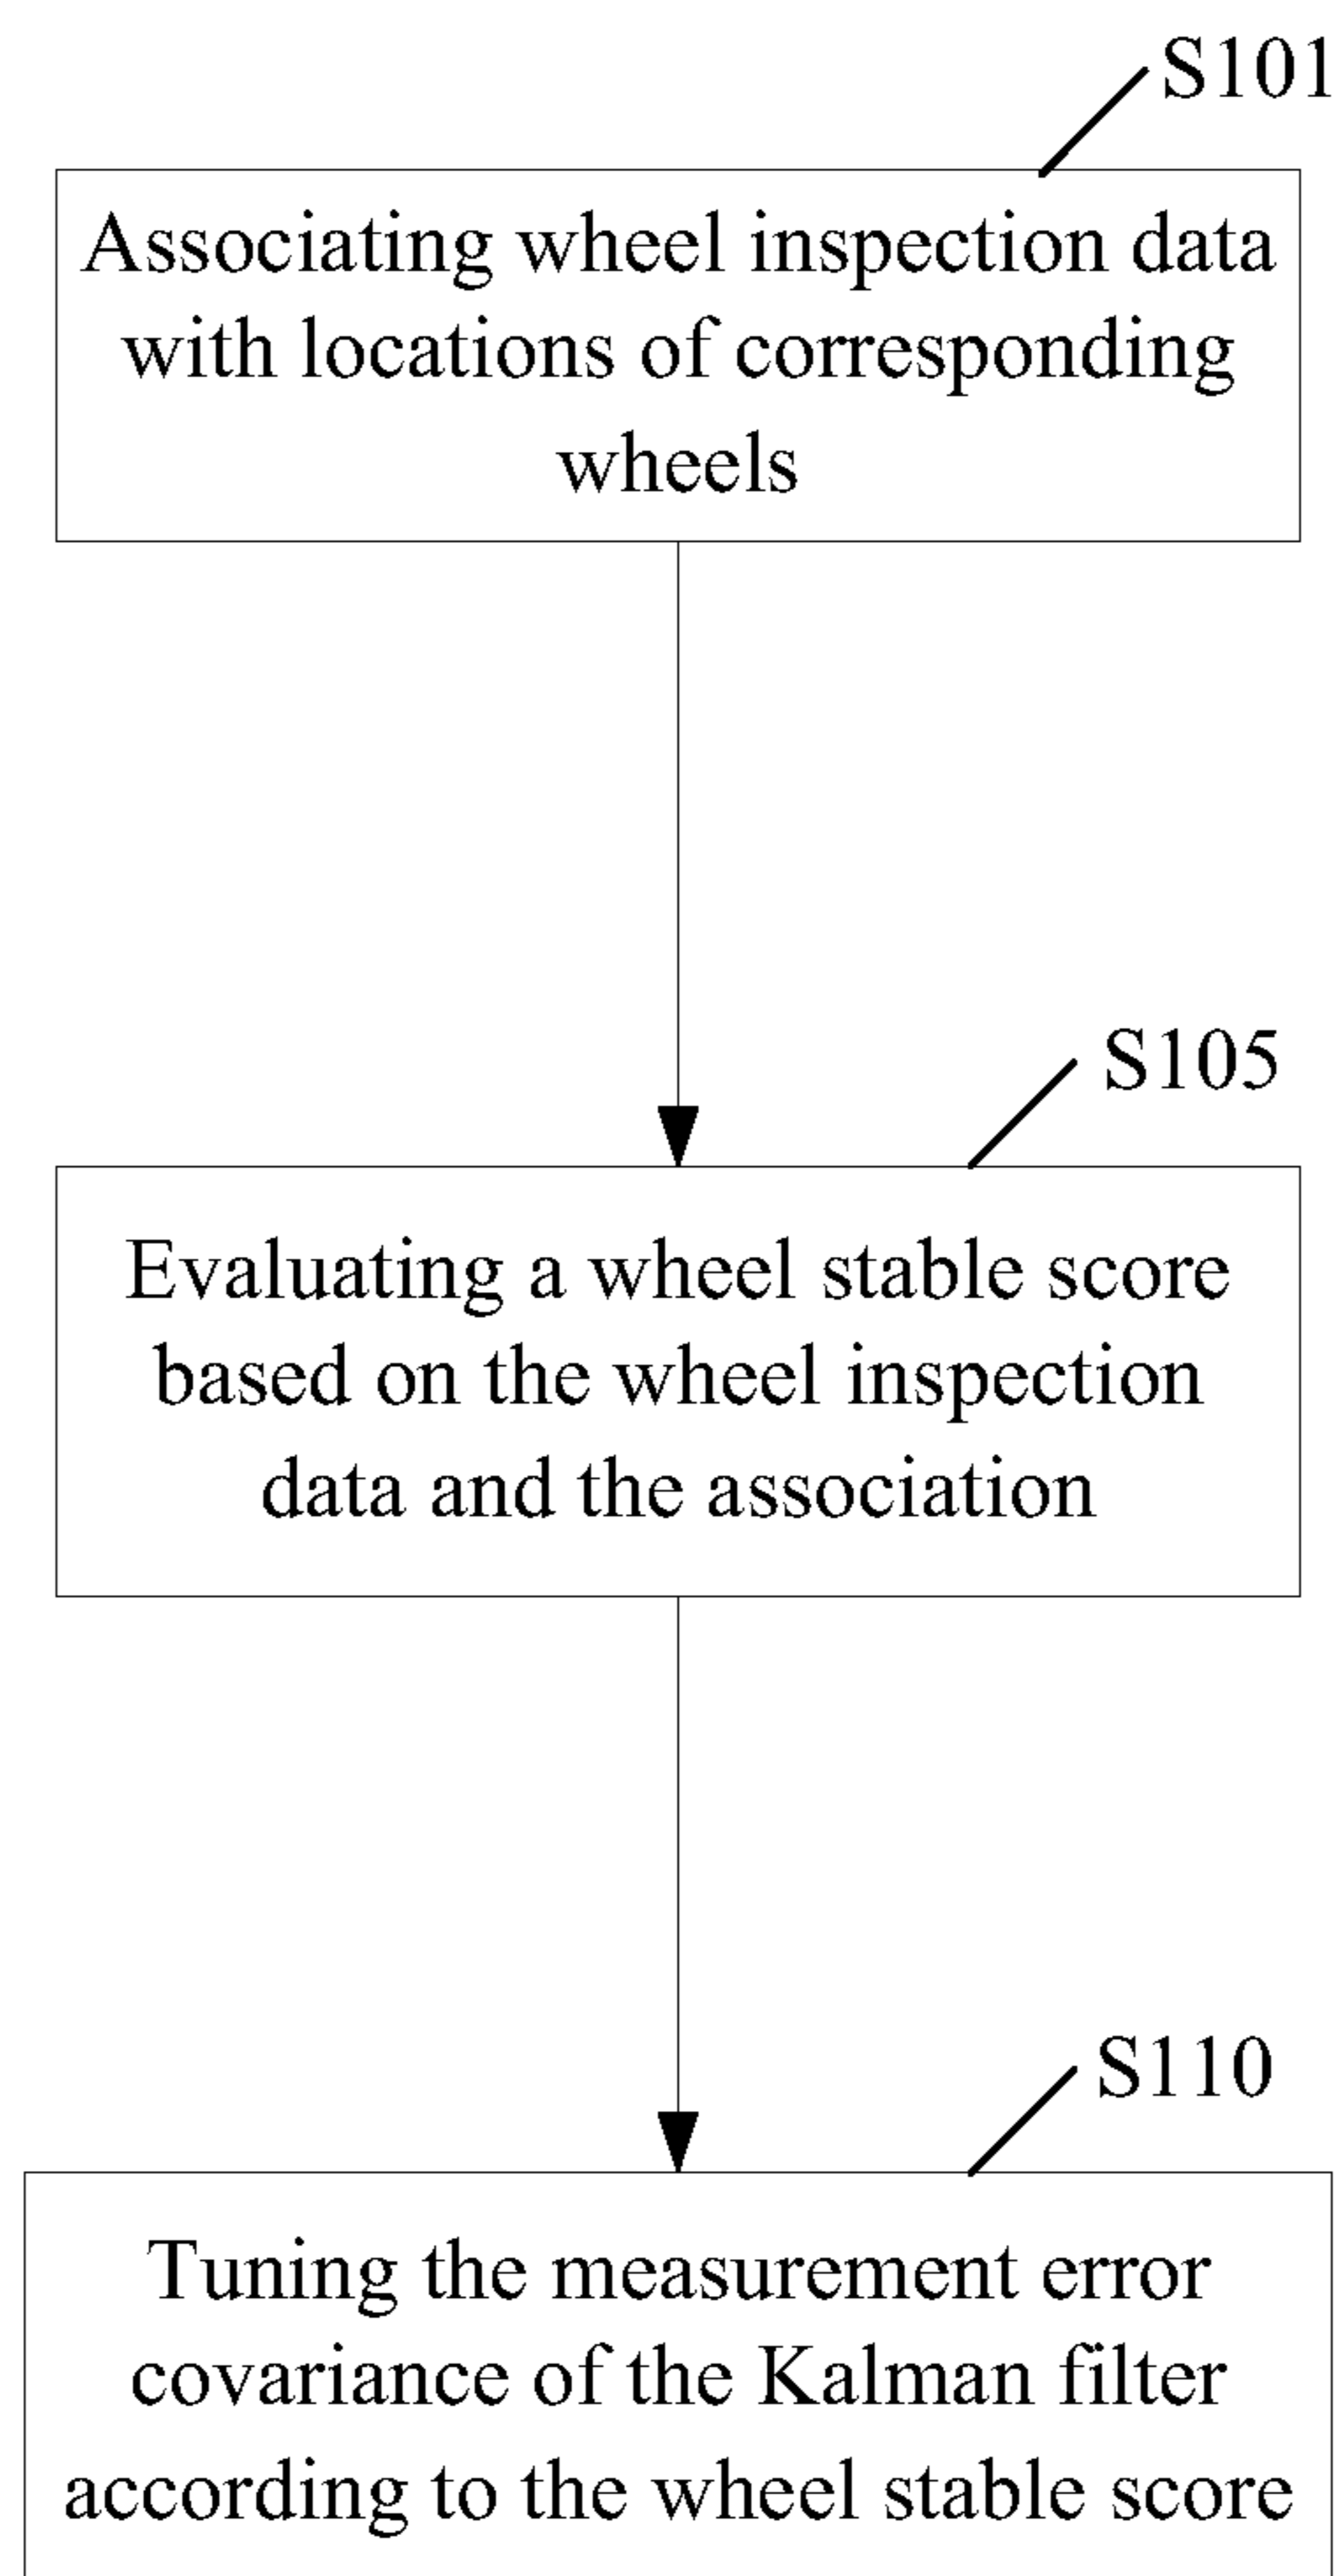 S101
Associating wheel inspection data
with locations of corresponding
wheels
S105
Evaluating a wheel stable score
based on the wheel inspection
data and the association
S110
Tuning the measurement error
covariance of the Kalman filter
according to the wheel stable score